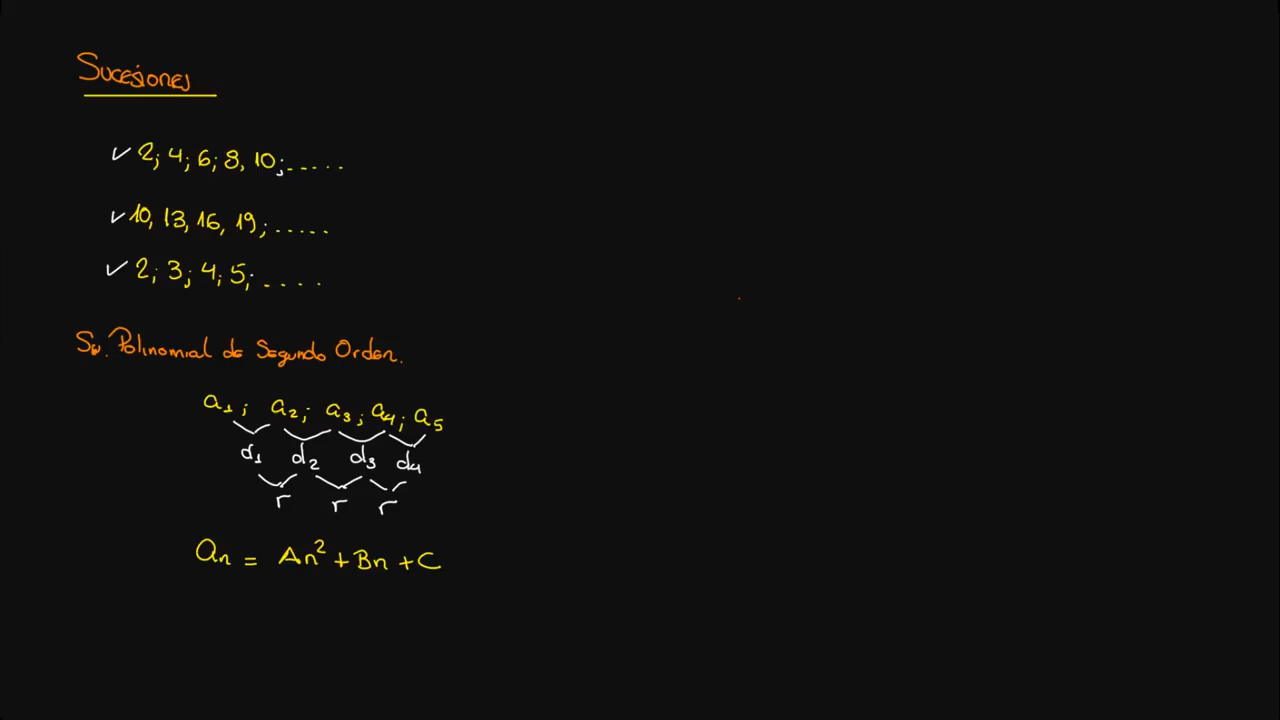 Sucesiones
✓ 2; 4; 6; 8, 10; .....
✓ 10, 13, 16, 19; .....
✓ 2; 3; 4; 5; ....
Su. Polinomial de Segundo Orden.
a1; a2; a3; a4; a5
d1 d2 d3 d4
r r r
an = An² + Bn + C